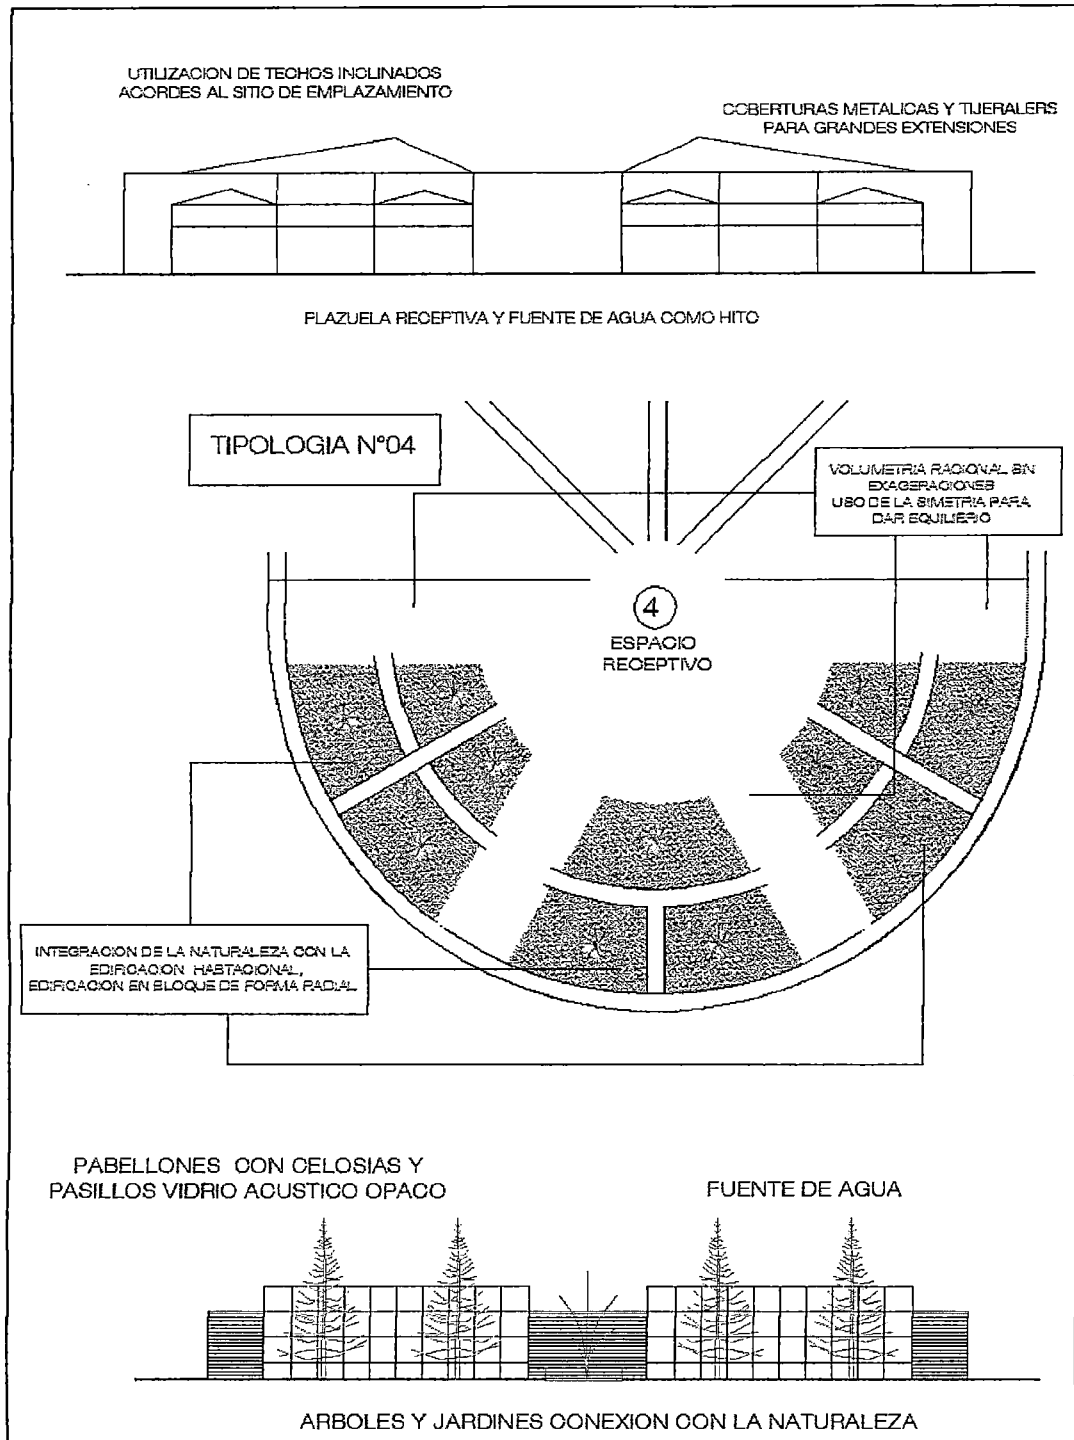 UTILIZACION DE TECHOS INCLINADOS
ACORDES AL SITIO DE EMPLAZAMIENTO
COBERTURAS METALICAS Y TIJERALERS
PARA GRANDES EXTENSIONES
PLAZUELA RECEPTIVA Y FUENTE DE AGUA COMO HITO
TIPOLOGIA N°04
VOLUMETRIA RACIONAL SIN
EXAGERACIONES
USO DE LA SIMETRIA PARA
DAR EQUILIBRIO
4
ESPACIO
RECEPTIVO
INTEGRACION DE LA NATURALEZA CON LA
EDIFICACION
EDIFICACION EN BLOQUE DE FORMA RADIAL
PABELLONES CON CELOSIAS Y
PASILLOS VIDRIO ACUSTICO OPACO
FUENTE DE AGUA
ARBOLES Y JARDINES CONEXION CON LA NATURALEZA